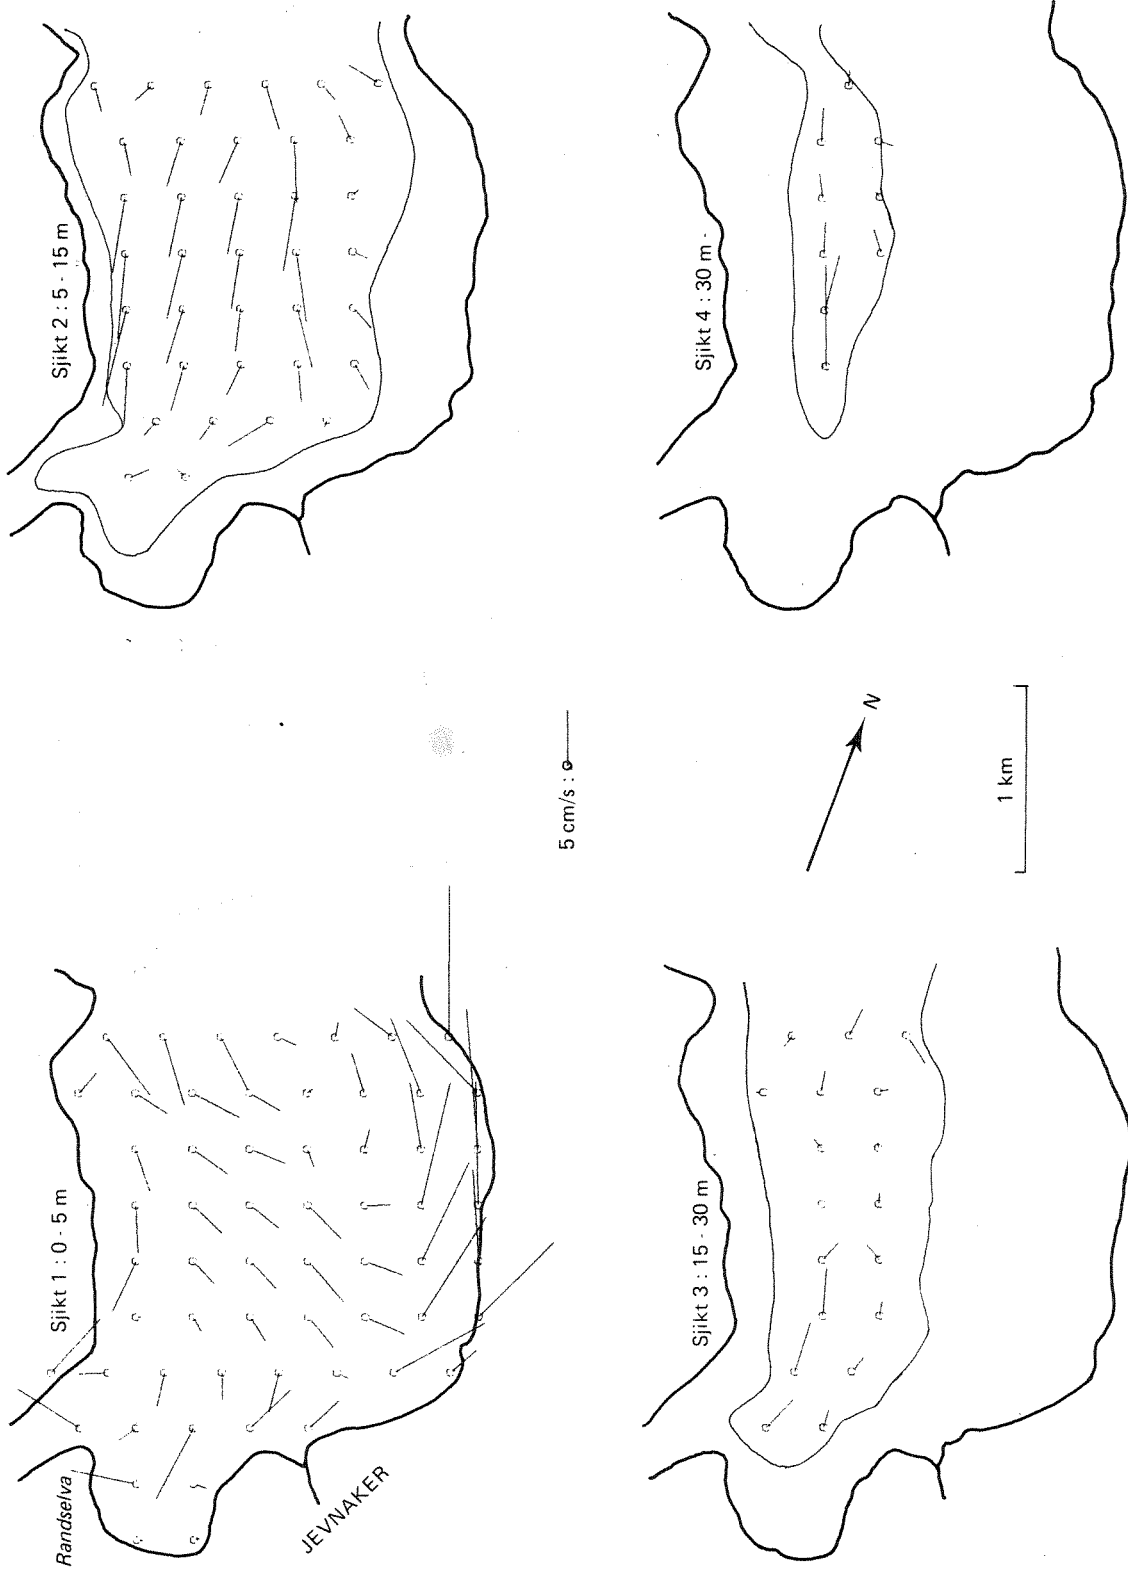 Sjikt 1 : 0 - 5 m
Randselva
JEVNAKER
Sjikt 2 : 5 - 15 m
5 cm/s :
N
1 km
Sjikt 3 : 15 - 30 m
Sjikt 4 : 30 m -